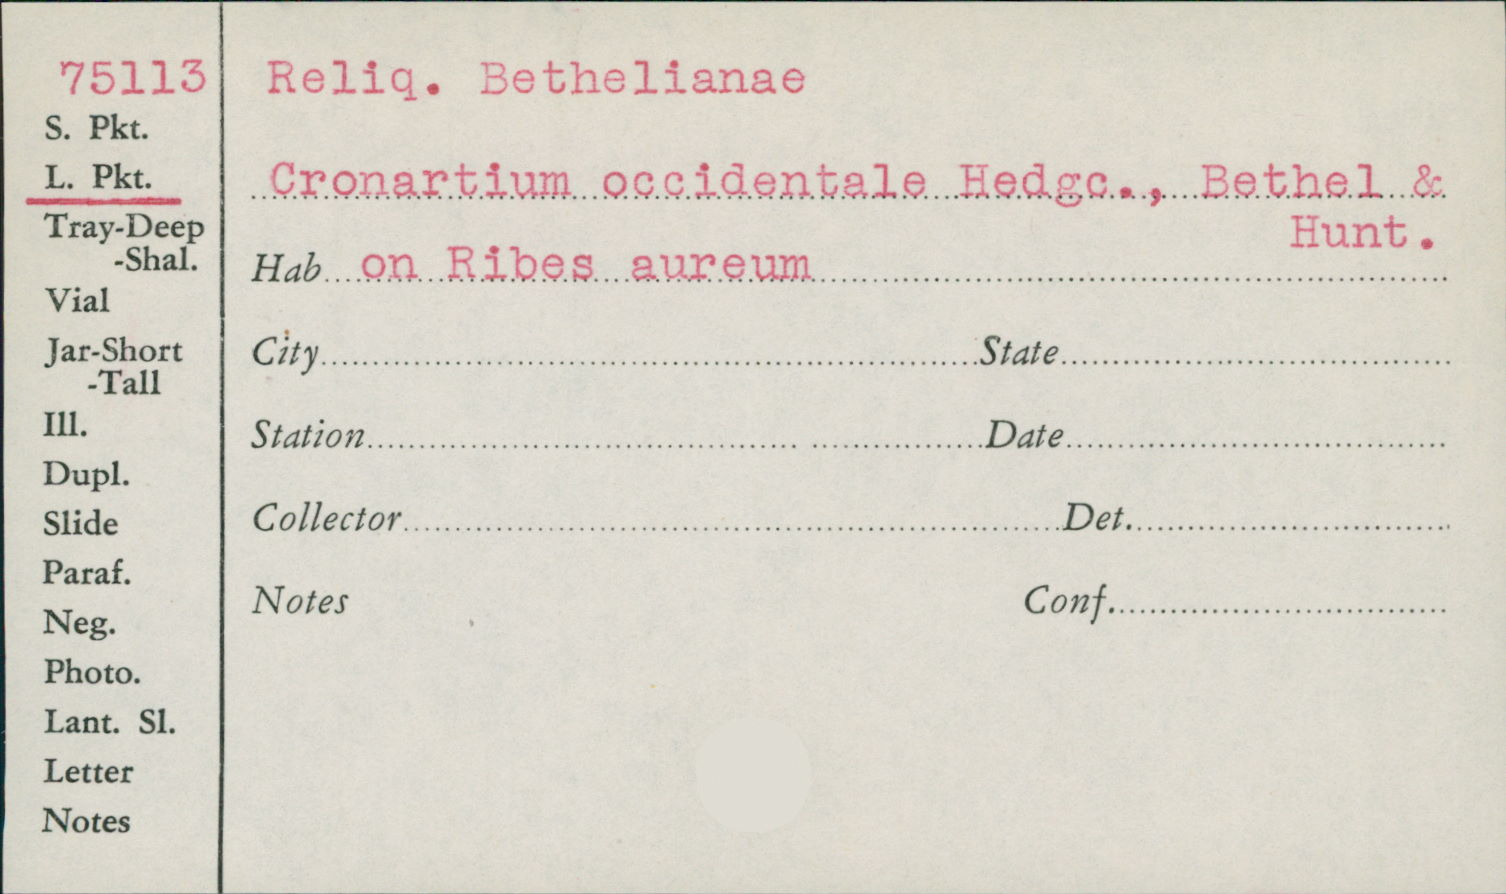 75113
S. Pkt.
L. Pkt.
Tray-Deep
-Shal.
Vial
Jar-Short
-Tall
Ill.
Dupl.
Slide
Paraf.
Neg.
Photo.
Lant. Sl.
Letter
Notes
Reliq. Bethelianae
Cronartium occidentale Hedgc., Bethel &
Hunt.
Hab on Ribes aureum
City State
Station Date
Collector Det.
Notes Conf.